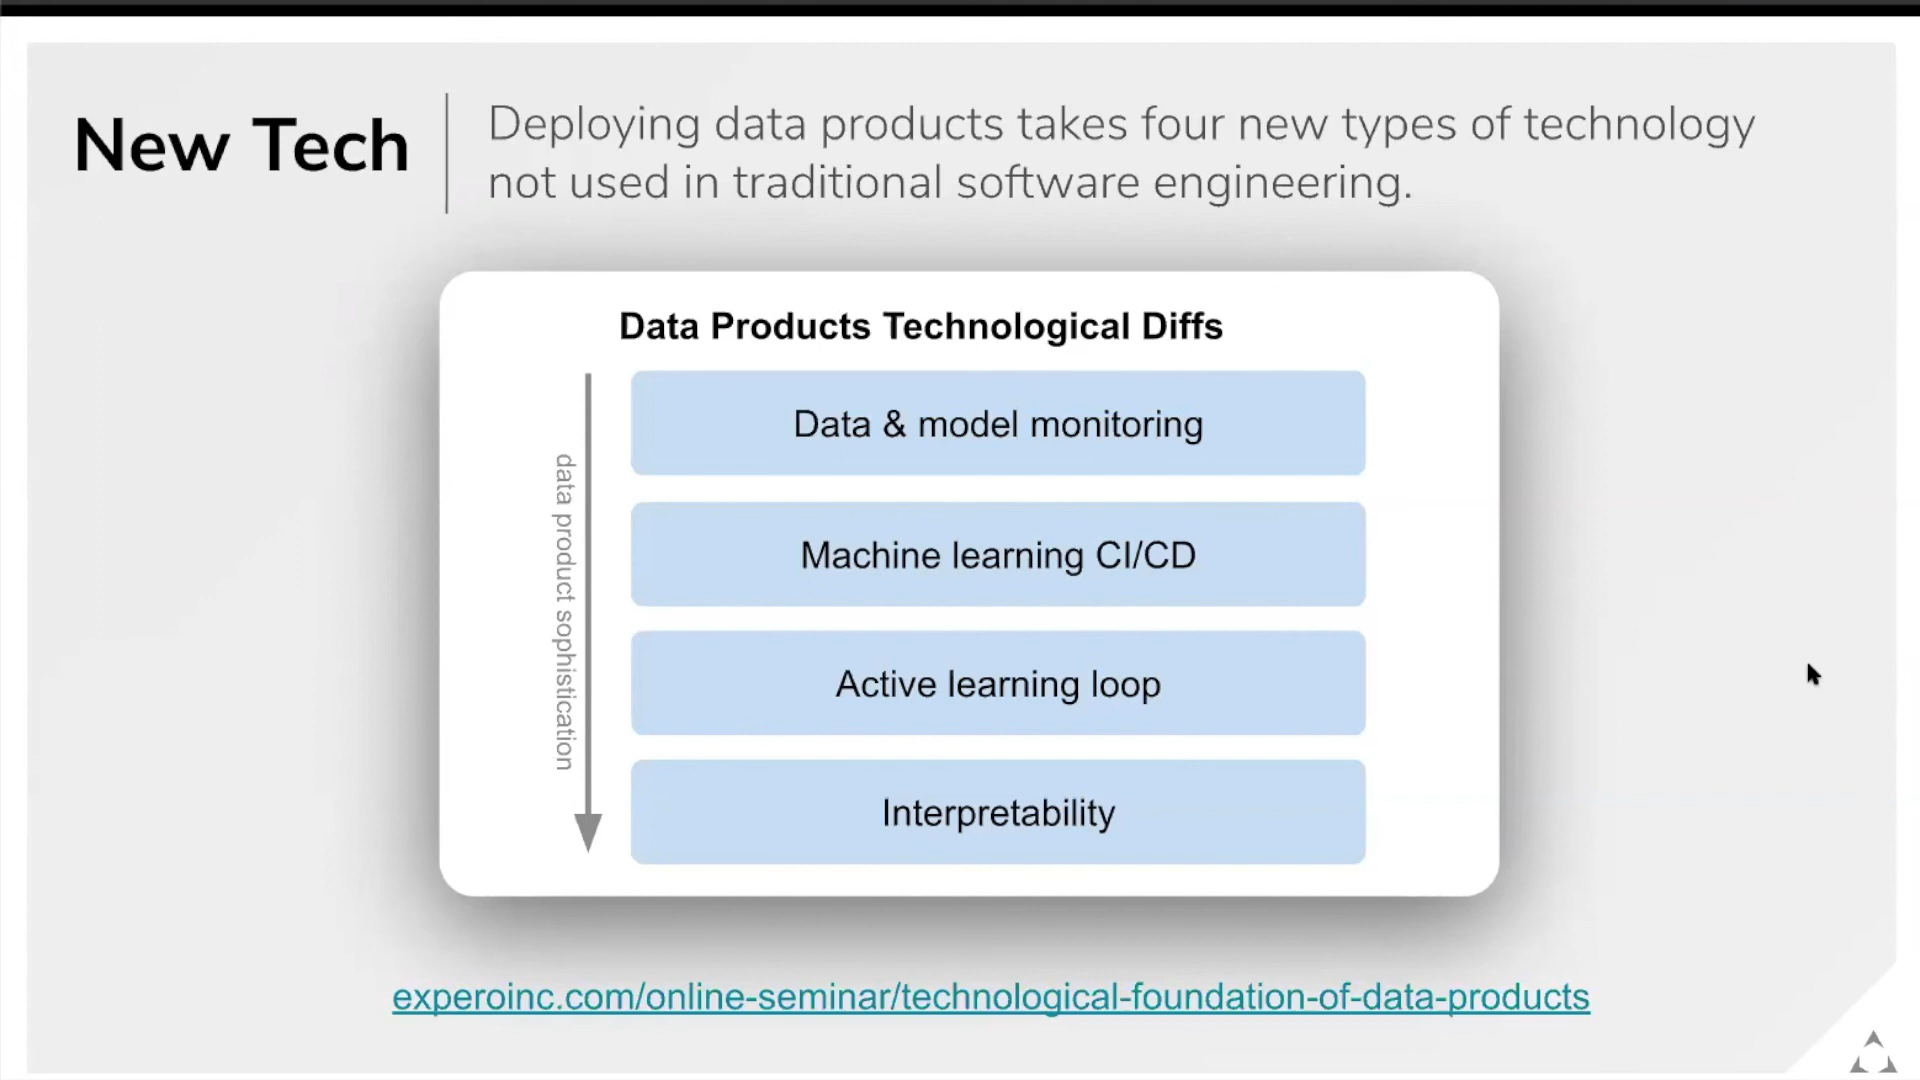 New Tech
Deploying data products takes four new types of technology
not used in traditional software engineering.
Data Products Technological Diffs
data product sophistication
Data & model monitoring
Machine learning CI/CD
Active learning loop
Interpretability
experoinc.com/online-seminar/technological-foundation-of-data-products